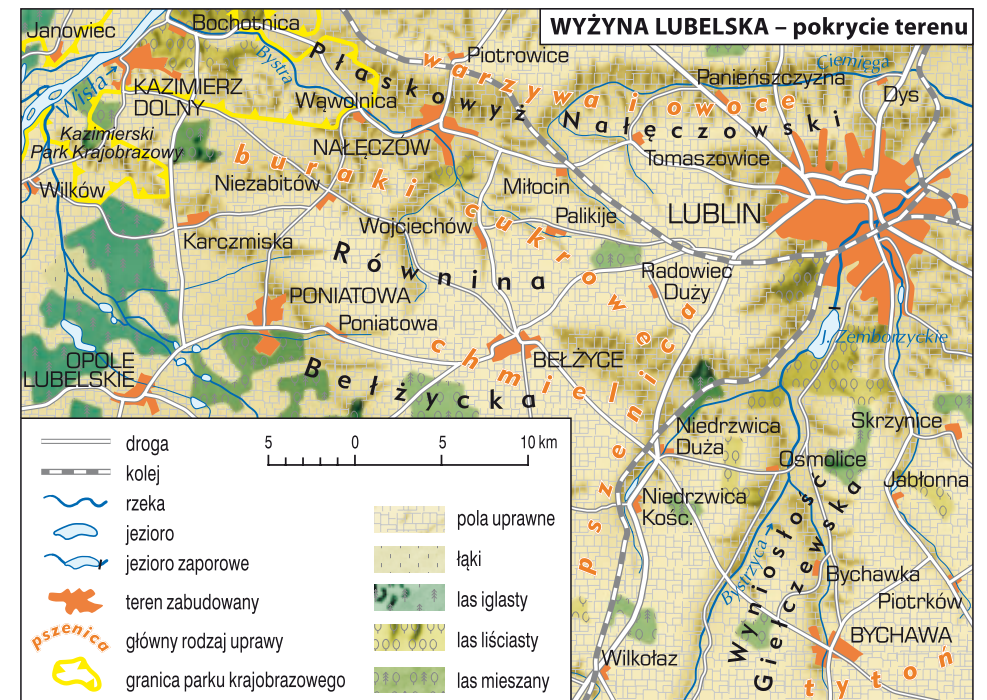 WYŻYNA LUBELSKA – pokrycie terenu
Janowiec
Bochotnica
Bystra
Piotrowice
Ciemięga
Panieńszczyzna
Dys
Wisła
KAZIMIERZ
DOLNY
Wąwolnica
Płaskowyż
Nałęczowski
warzywa i owoce
Kazimierski
Park Krajobrazowy
NAŁĘCZÓW
Tomaszowice
Wilków
Niezabitów
buraki
cukrowe
Miłocin
Palikije
LUBLIN
Karczmiska
Wojciechów
Równina
Radowiec
Duży
PONIATOWA
Poniatowa
J. Zemborzyckie
OPOLE
LUBELSKIE
Bełżycka
chmiel
BEŁŻYCE
pszenica
Niedrzwica
Duża
Skrzynice
Osmolice
Jabłonna
Niedrzwica
Kośc.
Wyniosłość
Giełczewska
Bystrzyca
Bychawka
Piotrków
BYCHAWA
Wilkołaz
tytoń
droga
kolej
rzeka
jezioro
jezioro zaporowe
teren zabudowany
pszenica
główny rodzaj uprawy
granica parku krajobrazowego
5 0 5 10 km
pola uprawne
łąki
las iglasty
las liściasty
las mieszany